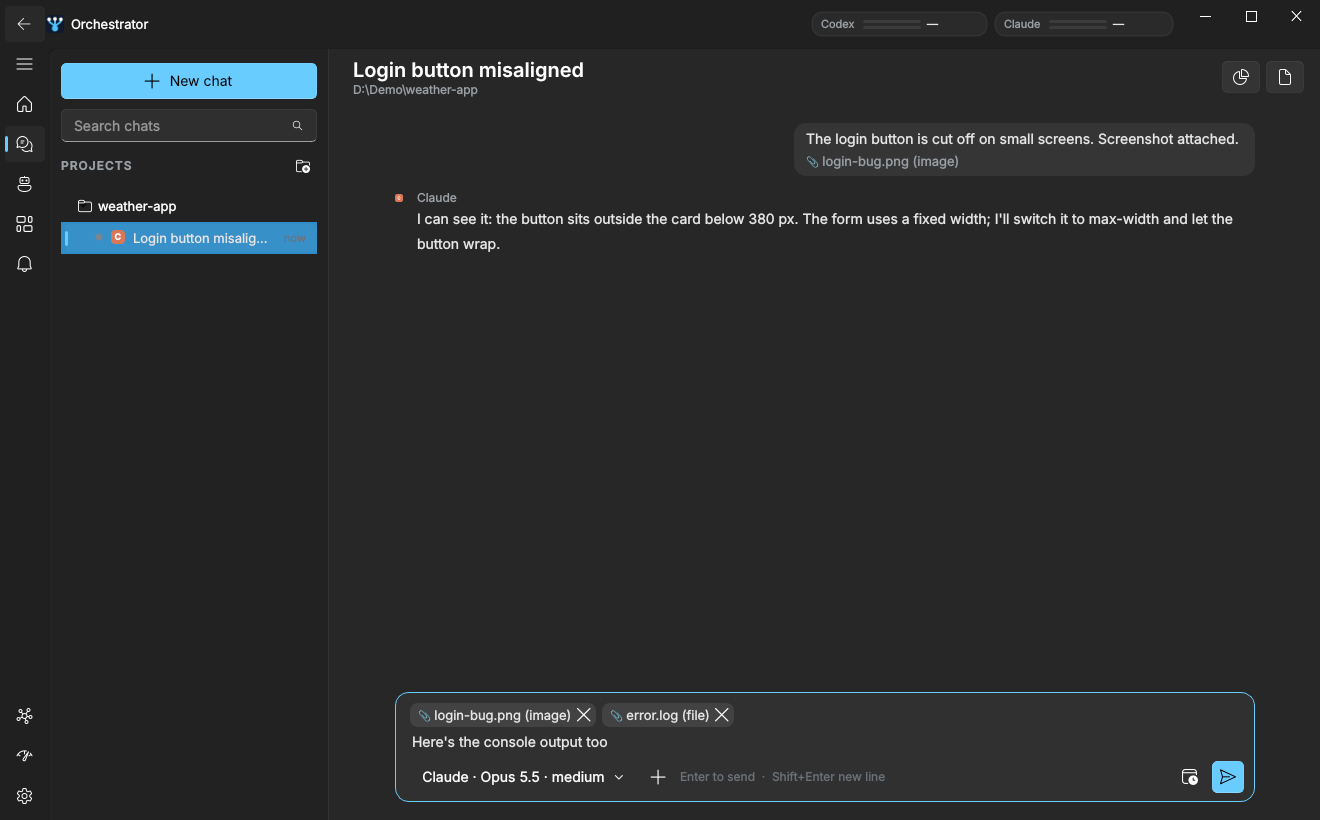 Orchestrator
Codex —
Claude —
New chat
Search chats
PROJECTS
weather-app
C Login button misalig... now
Login button misaligned
D:\Demo\weather-app
The login button is cut off on small screens. Screenshot attached.
login-bug.png (image)
C Claude
I can see it: the button sits outside the card below 380 px. The form uses a fixed width; I'll switch it to max-width and let the
button wrap.
login-bug.png (image) error.log (file)
Here's the console output too
Claude · Opus 5.5 · medium
Enter to send · Shift+Enter new line